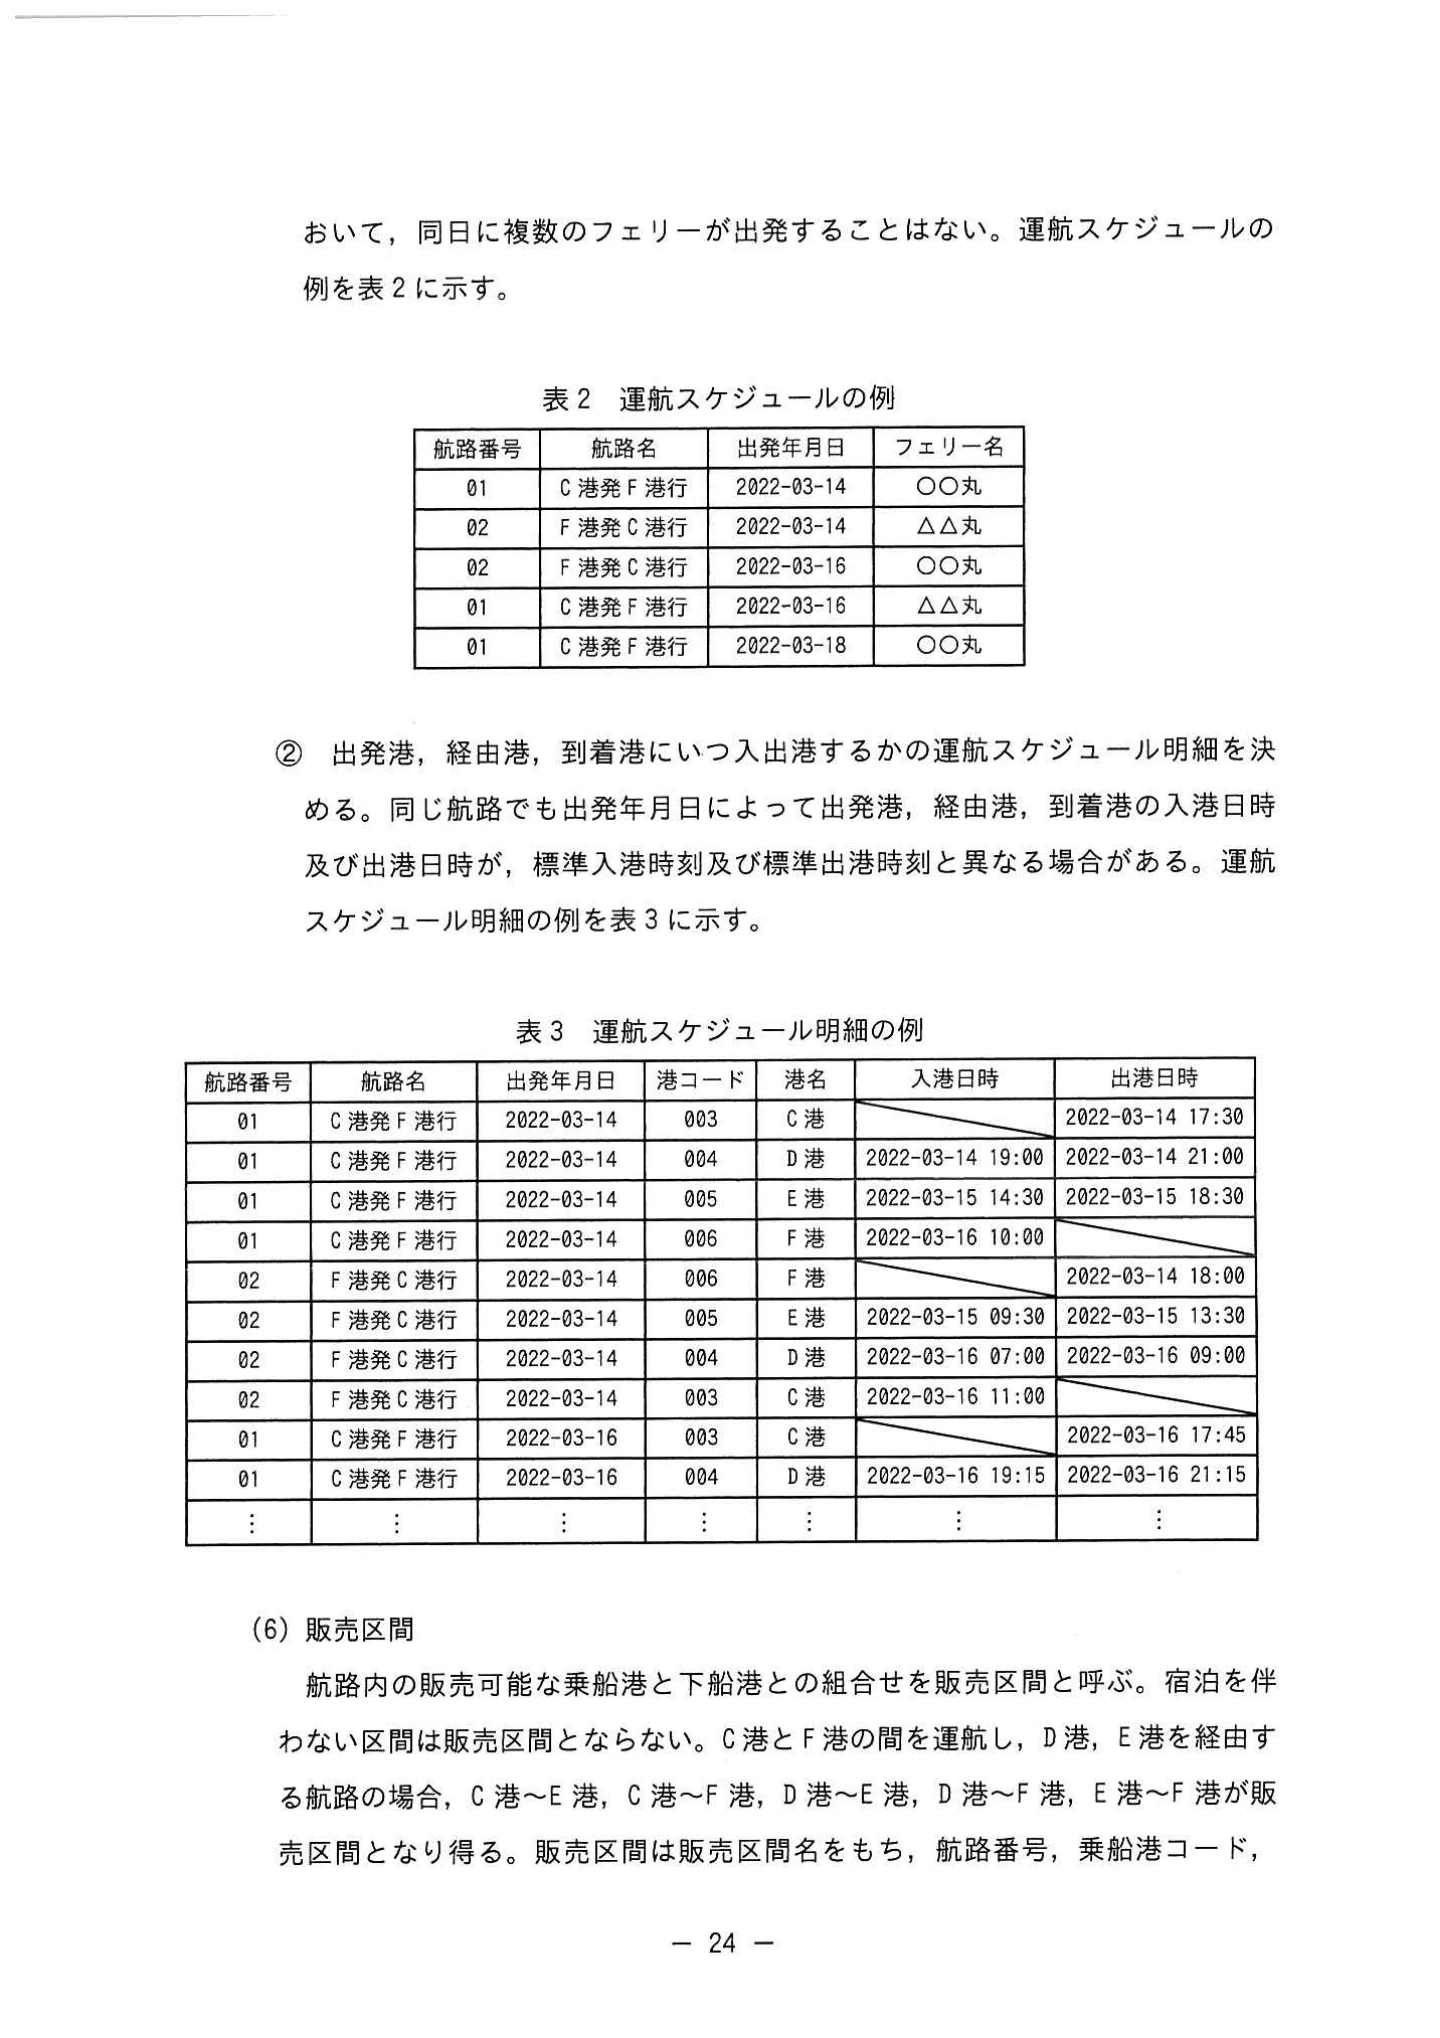 おいて，同日に複数のフェリーが出発することはない。運航スケジュールの
例を表2に示す。
表2　運航スケジュールの例
航路番号 航路名 出発年月日 フェリー名
01 C港発F港行 2022-03-14 ○○丸
02 F港発C港行 2022-03-14 △△丸
02 F港発C港行 2022-03-16 ○○丸
01 C港発F港行 2022-03-16 △△丸
01 C港発F港行 2022-03-18 ○○丸
②　出発港，経由港，到着港にいつ入出港するかの運航スケジュール明細を決
める。同じ航路でも出発年月日によって出発港，経由港，到着港の入港日時
及び出港日時が，標準入港時刻及び標準出港時刻と異なる場合がある。運航
スケジュール明細の例を表3に示す。
表3　運航スケジュール明細の例
航路番号 航路名 出発年月日 港コード 港名 入港日時 出港日時
01 C港発F港行 2022-03-14 003 C港 2022-03-14 17:30
01 C港発F港行 2022-03-14 004 D港 2022-03-14 19:00 2022-03-14 21:00
01 C港発F港行 2022-03-14 005 E港 2022-03-15 14:30 2022-03-15 18:30
01 C港発F港行 2022-03-14 006 F港 2022-03-16 10:00
02 F港発C港行 2022-03-14 006 F港 2022-03-14 18:00
02 F港発C港行 2022-03-14 005 E港 2022-03-15 09:30 2022-03-15 13:30
02 F港発C港行 2022-03-14 004 D港 2022-03-16 07:00 2022-03-16 09:00
02 F港発C港行 2022-03-14 003 C港 2022-03-16 11:00
01 C港発F港行 2022-03-16 003 C港 2022-03-16 17:45
01 C港発F港行 2022-03-16 004 D港 2022-03-16 19:15 2022-03-16 21:15
⋮ ⋮ ⋮ ⋮ ⋮ ⋮ ⋮
(6) 販売区間
航路内の販売可能な乗船港と下船港との組合せを販売区間と呼ぶ。宿泊を伴
わない区間は販売区間とならない。C港とF港の間を運航し，D港，E港を経由す
る航路の場合，C港～E港，C港～F港，D港～E港，D港～F港，E港～F港が販
売区間となり得る。販売区間は販売区間名をもち，航路番号，乗船港コード，
－ 24 －